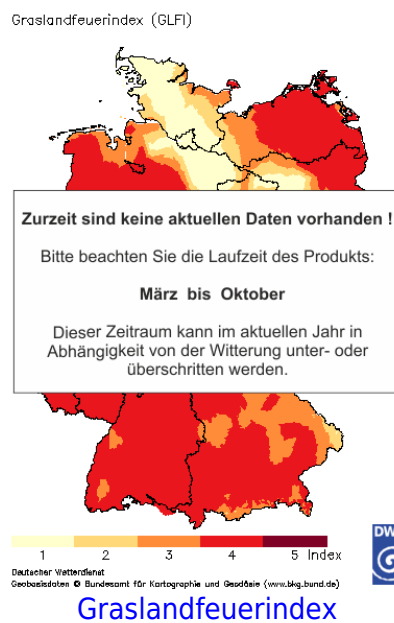 Graslandfeuerindex (GLFI)
Zurzeit sind keine aktuellen Daten vorhanden !
Bitte beachten Sie die Laufzeit des Produkts:
März bis Oktober
Dieser Zeitraum kann im aktuellen Jahr in
Abhängigkeit von der Witterung unter- oder
überschritten werden.
1 2 3 4 5 Index
DW
Deutscher Wetterdienst
Geobasisdaten © Bundesamt für Kartographie und Geodäsie (www.bkg.bund.de)
Graslandfeuerindex